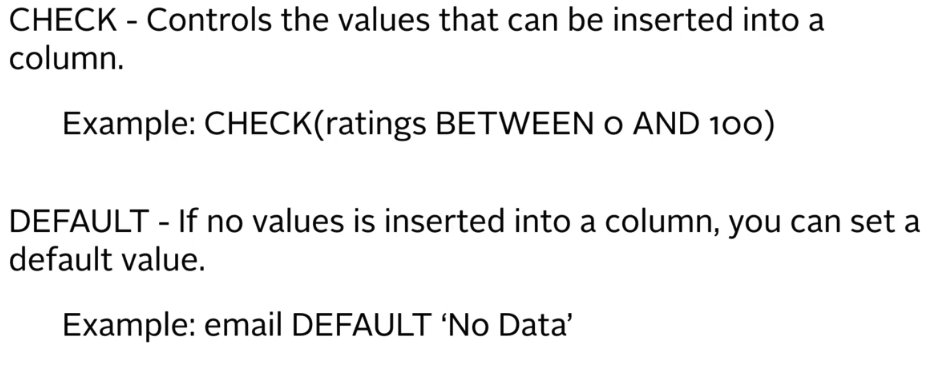 CHECK - Controls the values that can be inserted into a
column.
Example: CHECK(ratings BETWEEN 0 AND 100)
DEFAULT - If no values is inserted into a column, you can set a
default value.
Example: email DEFAULT ‘No Data’